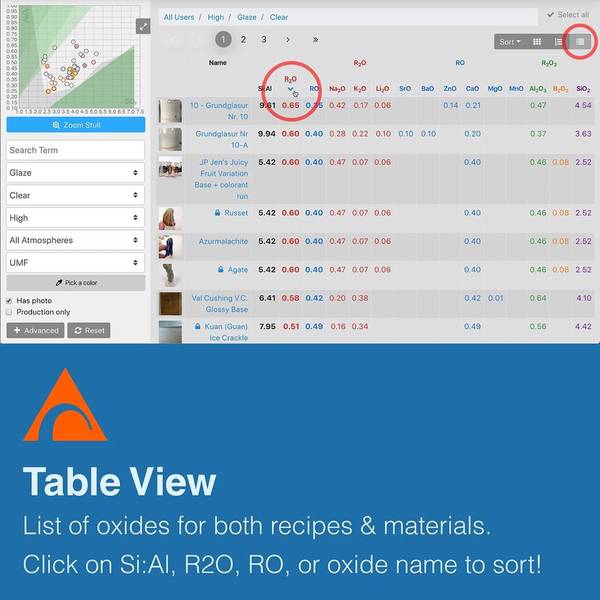 All Users / High / Glaze / Clear
Select all
1 2 3 › »
Sort
Name R₂O RO R₂O₃
Si:Al R₂O RO Na₂O K₂O Li₂O SrO BaO ZnO CaO MgO MnO Al₂O₃ B₂O₃ SiO₂
10 - Grundglasur Nr. 10 9.61 0.65 0.35 0.42 0.17 0.06 0.14 0.21 0.47 4.54
Grundglasur Nr 10-A 9.94 0.60 0.40 0.28 0.22 0.10 0.10 0.10 0.20 0.37 3.63
JP Jen's Juicy Fruit Variation Base + colorant run 5.42 0.60 0.40 0.47 0.07 0.06 0.40 0.46 0.08 2.52
Russet 5.42 0.60 0.40 0.47 0.07 0.06 0.40 0.46 0.08 2.52
Azurmalachite 5.42 0.60 0.40 0.47 0.07 0.06 0.40 0.46 0.08 2.52
Agate 5.42 0.60 0.40 0.47 0.07 0.06 0.40 0.46 0.08 2.52
Val Cushing V.C. Glossy Base 6.41 0.58 0.42 0.20 0.38 0.42 0.01 0.64 4.10
Kuan (Guan) Ice Crackle 7.95 0.51 0.49 0.16 0.34 0.49 0.56 4.42
Zoom Stull
Search Term
Glaze
Clear
High
All Atmospheres
UMF
Pick a color
Has photo
Production only
Advanced Reset
Table View
List of oxides for both recipes & materials.
Click on Si:Al, R2O, RO, or oxide name to sort!